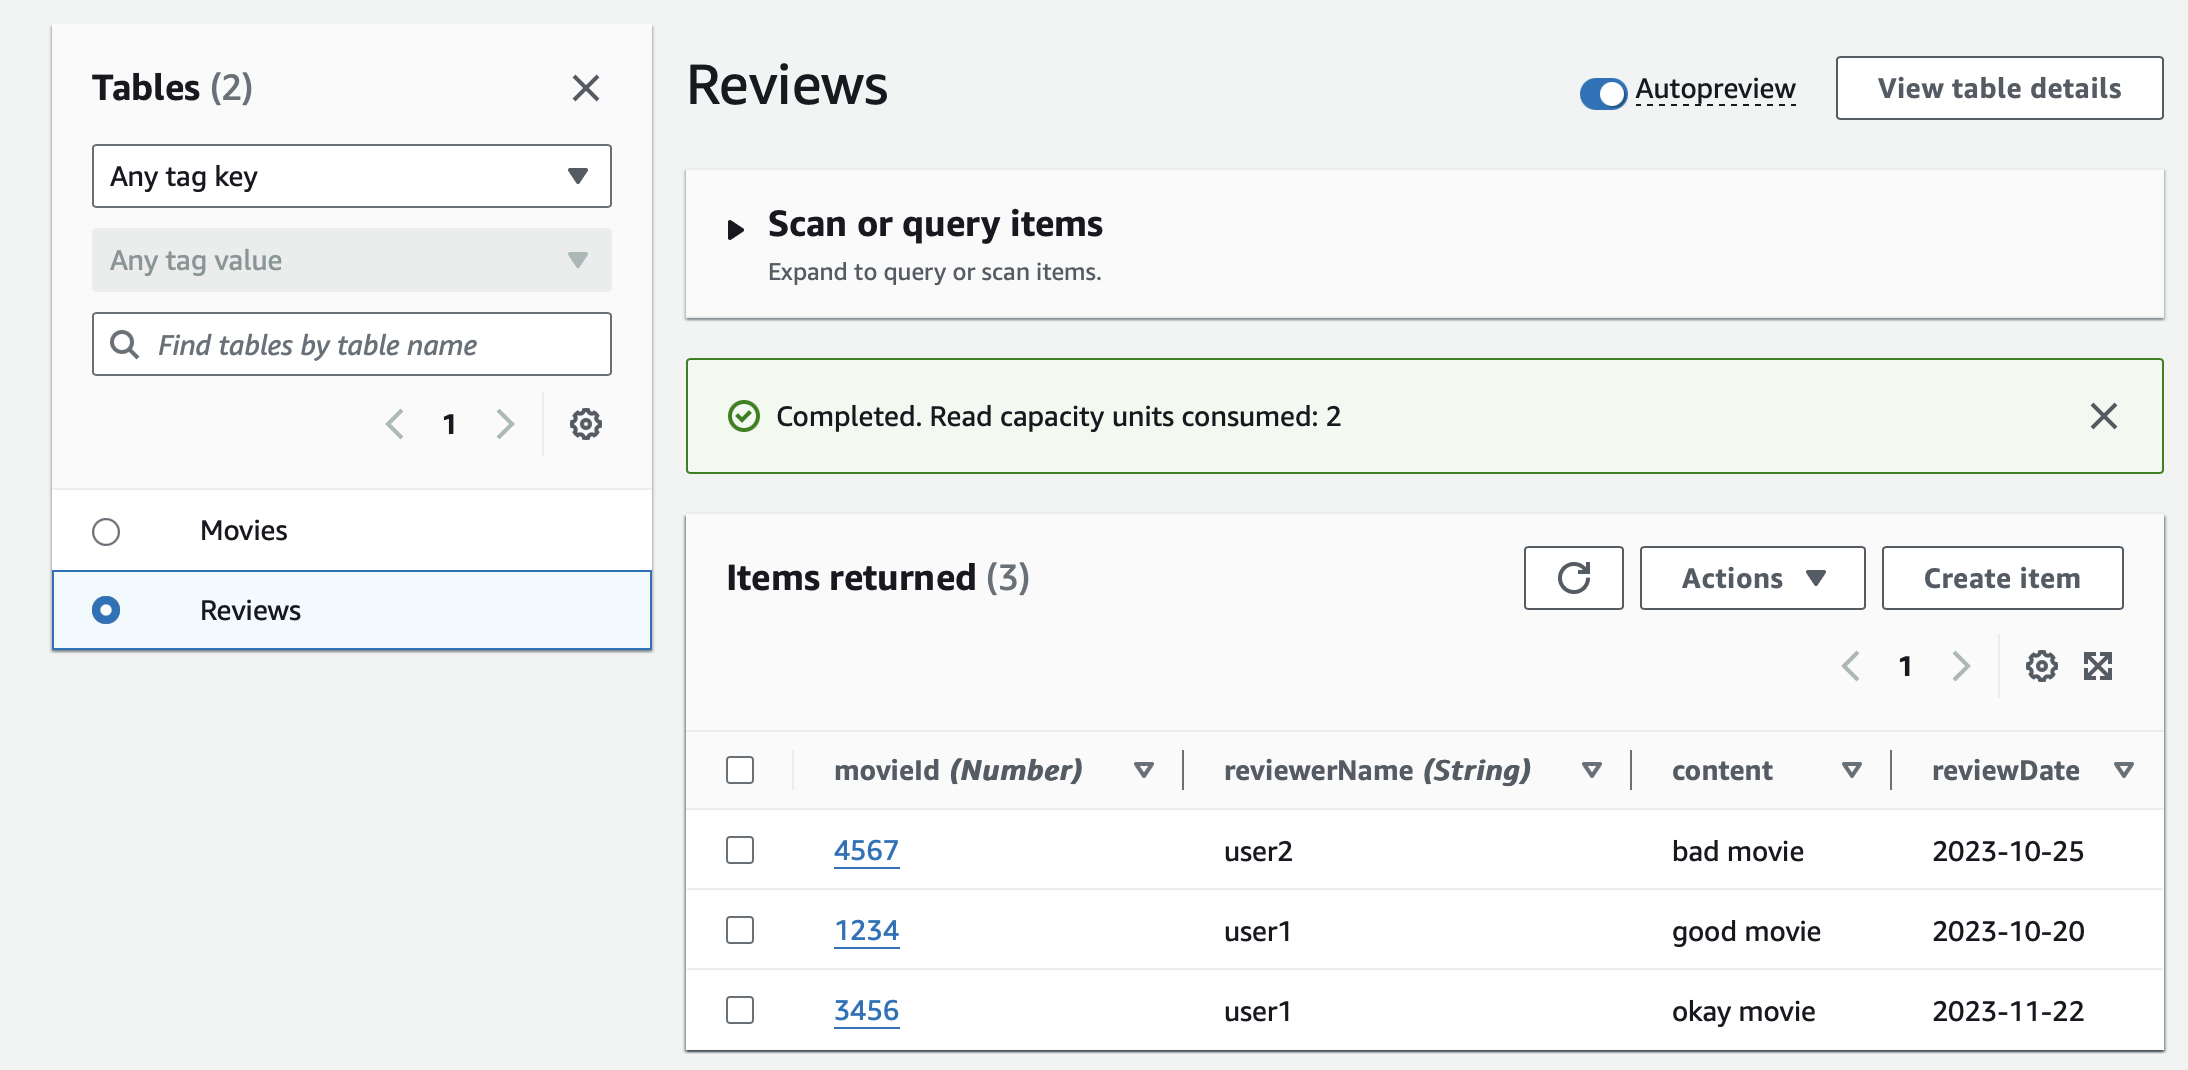 Tables (2)
Any tag key
Any tag value
Find tables by table name
1
Movies
Reviews
Reviews
Autopreview
View table details
Scan or query items
Expand to query or scan items.
Completed. Read capacity units consumed: 2
Items returned (3)
Actions
Create item
1
movieId (Number) reviewerName (String) content reviewDate
4567 user2 bad movie 2023-10-25
1234 user1 good movie 2023-10-20
3456 user1 okay movie 2023-11-22